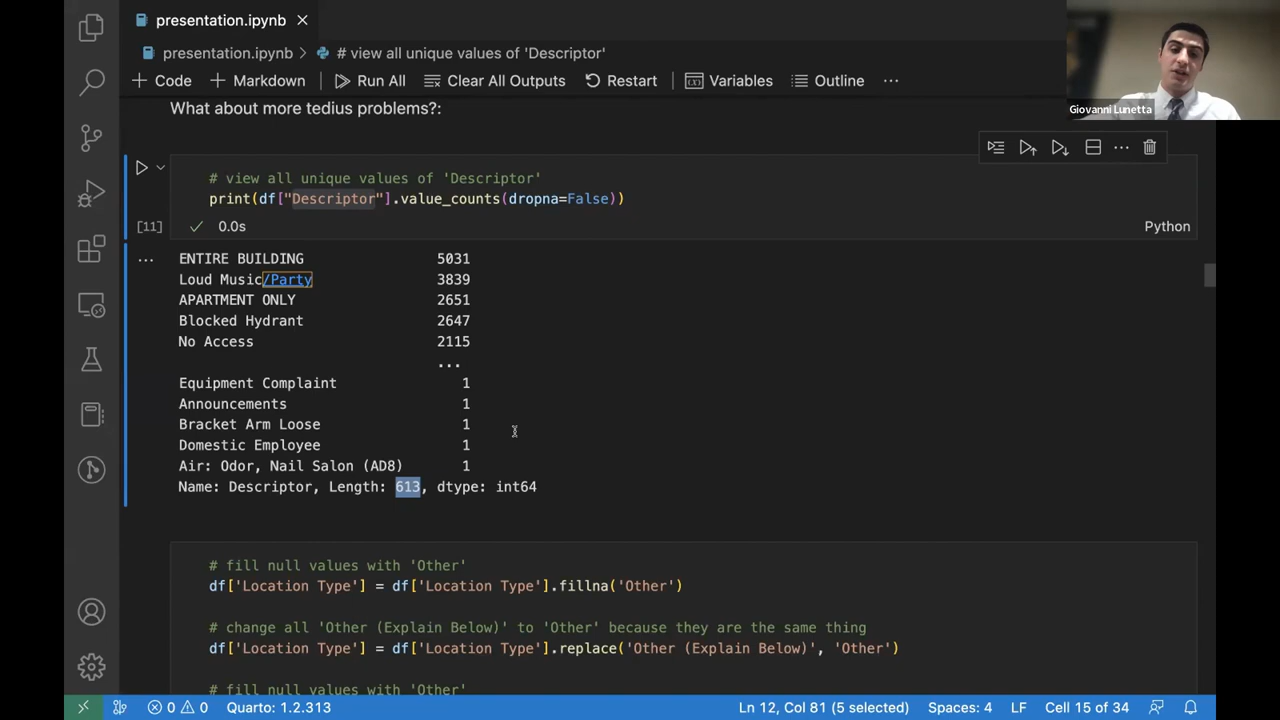 presentation.ipynb
presentation.ipynb > # view all unique values of 'Descriptor'
+ Code + Markdown Run All Clear All Outputs Restart Variables Outline ...
Giovanni Lunetta
What about more tedius problems?:
# view all unique values of 'Descriptor'
print(df["Descriptor"].value_counts(dropna=False))
[11] 0.0s Python
... ENTIRE BUILDING 5031
Loud Music/Party 3839
APARTMENT ONLY 2651
Blocked Hydrant 2647
No Access 2115
...
Equipment Complaint 1
Announcements 1
Bracket Arm Loose 1
Domestic Employee 1
Air: Odor, Nail Salon (AD8) 1
Name: Descriptor, Length: 613, dtype: int64
# fill null values with 'Other'
df['Location Type'] = df['Location Type'].fillna('Other')
# change all 'Other (Explain Below)' to 'Other' because they are the same thing
df['Location Type'] = df['Location Type'].replace('Other (Explain Below)', 'Other')
# fill null values with 'Other'
0 0 Quarto: 1.2.313 Ln 12, Col 81 (5 selected) Spaces: 4 LF Cell 15 of 34